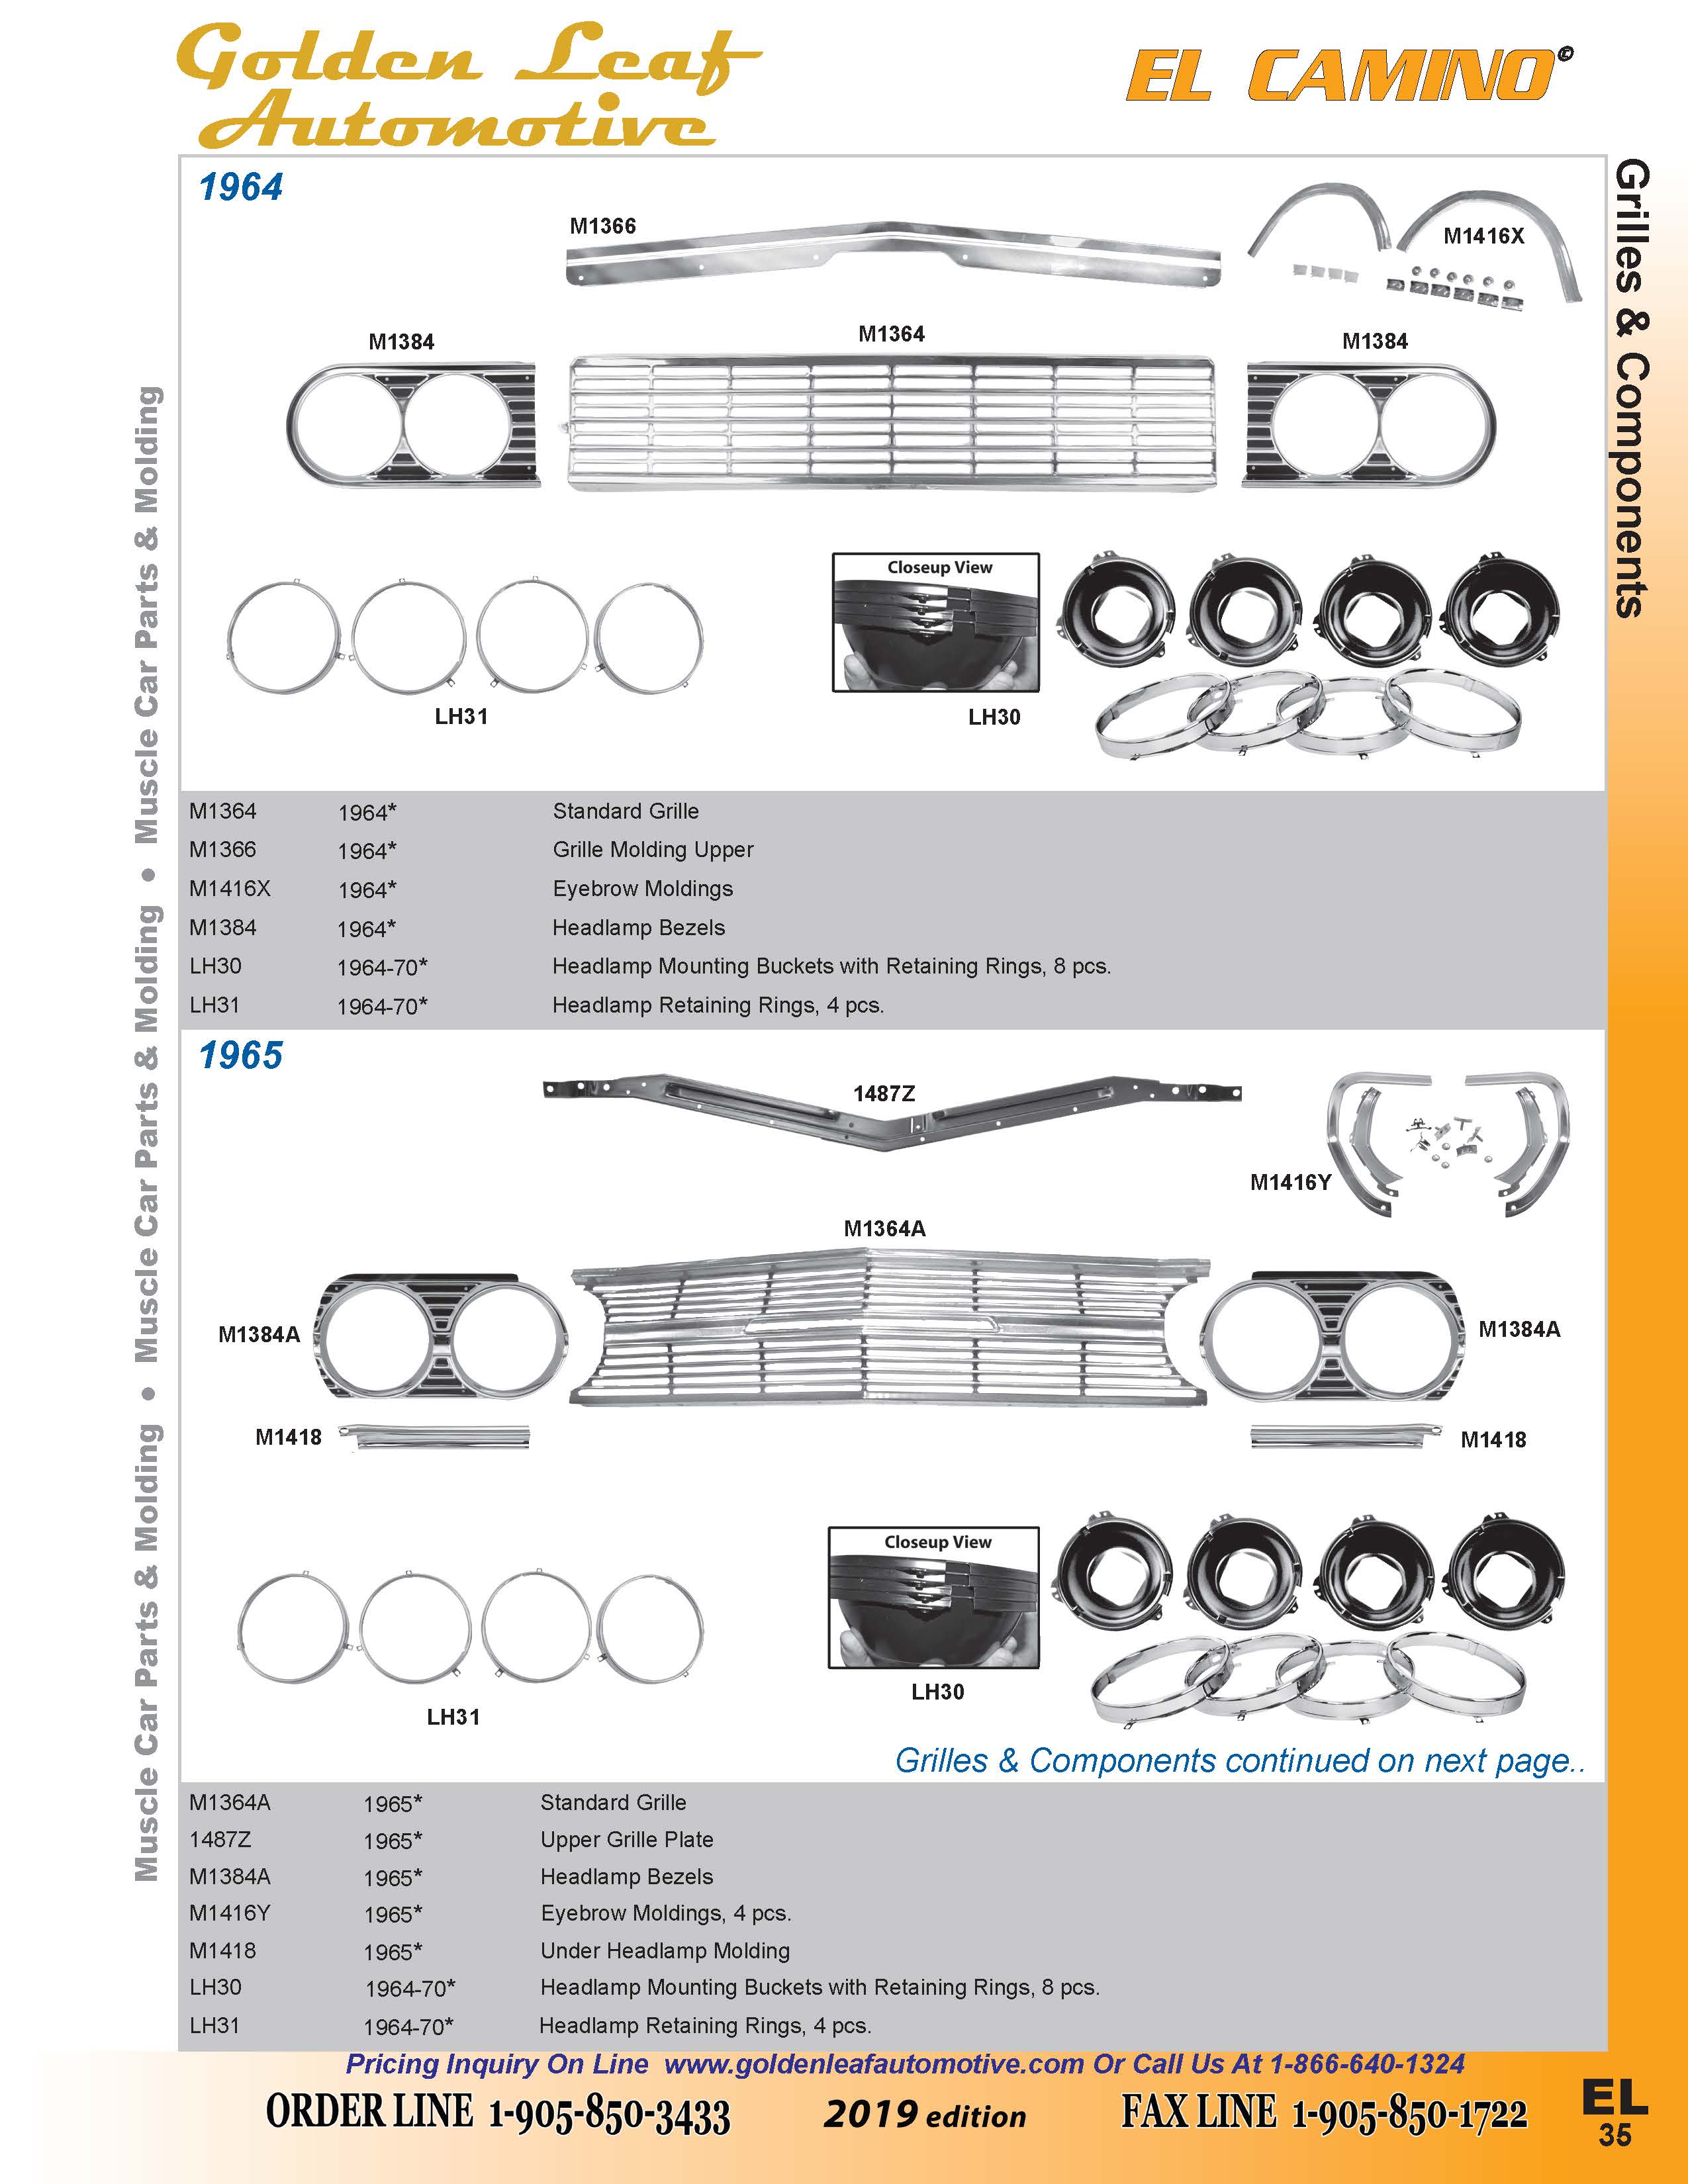 Golden Leaf
Automotive
EL CAMINO©
Grilles & Components
Muscle Car Parts & Molding • Muscle Car Parts & Molding • Muscle Car Parts & Molding
1964
M1366
M1416X
M1384
M1364
M1384
Closeup View
LH31
LH30
M1364 1964* Standard Grille
M1366 1964* Grille Molding Upper
M1416X 1964* Eyebrow Moldings
M1384 1964* Headlamp Bezels
LH30 1964-70* Headlamp Mounting Buckets with Retaining Rings, 8 pcs.
LH31 1964-70* Headlamp Retaining Rings, 4 pcs.
1965
1487Z
M1416Y
M1364A
M1384A
M1384A
M1418
M1418
Closeup View
LH30
LH31
Grilles & Components continued on next page..
M1364A 1965* Standard Grille
1487Z 1965* Upper Grille Plate
M1384A 1965* Headlamp Bezels
M1416Y 1965* Eyebrow Moldings, 4 pcs.
M1418 1965* Under Headlamp Molding
LH30 1964-70* Headlamp Mounting Buckets with Retaining Rings, 8 pcs.
LH31 1964-70* Headlamp Retaining Rings, 4 pcs.
Pricing Inquiry On Line www.goldenleafautomotive.com Or Call Us At 1-866-640-1324
ORDER LINE 1-905-850-3433 2019 edition FAX LINE 1-905-850-1722
EL
35